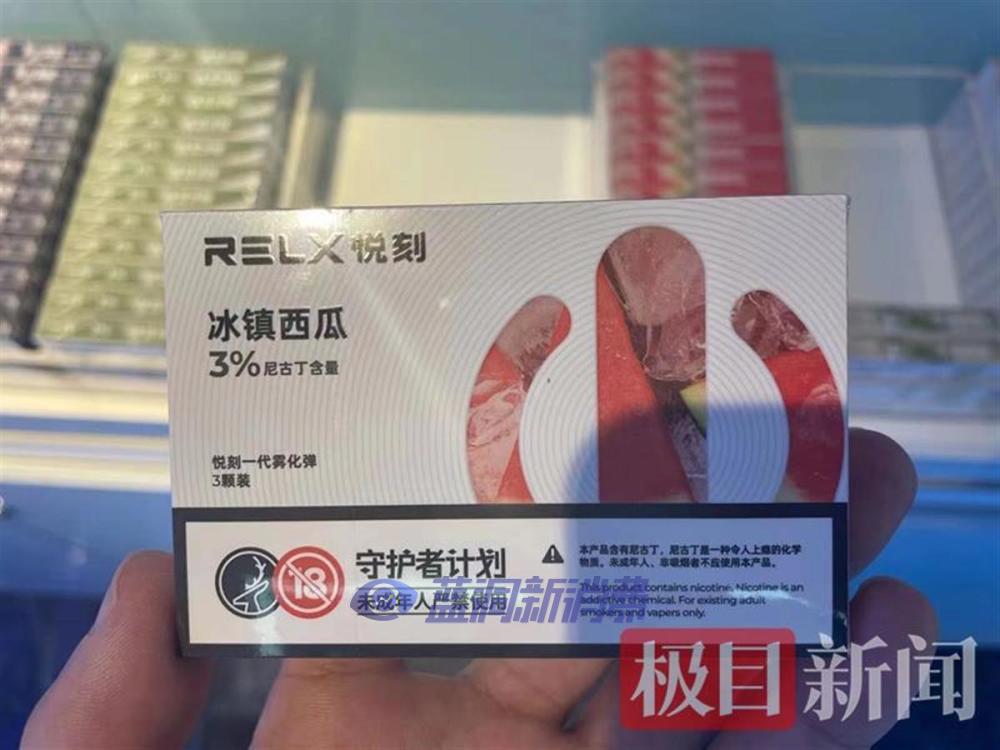 RELX悦刻
冰镇西瓜
3%尼古丁含量
悦刻一代雾化弹
3颗装
18
守护者计划
未成年人严禁使用
本产品含有尼古丁,尼古丁是一种令人上瘾的化学
物质。未成年人、非吸烟者不应使用本产品。
This product contains nicotine. Nicotine is an
addictive chemical. For existing adult
smokers and vapers only.
蓝洞新消费
极目新闻